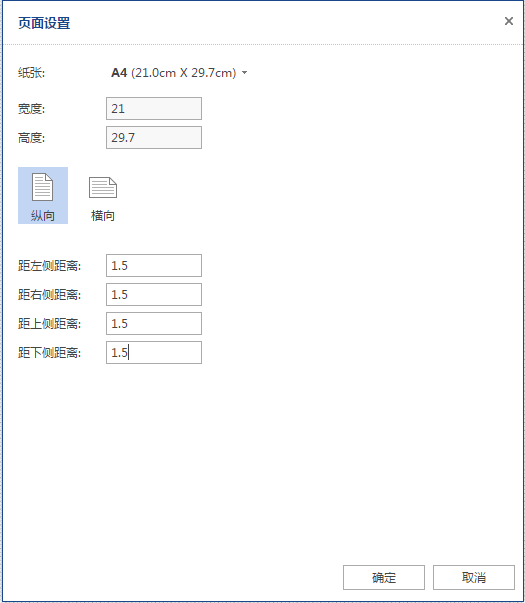 页面设置
纸张: A4 (21.0cm X 29.7cm)
宽度: 21
高度: 29.7
纵向 横向
距左侧距离: 1.5
距右侧距离: 1.5
距上侧距离: 1.5
距下侧距离: 1.5
确定 取消